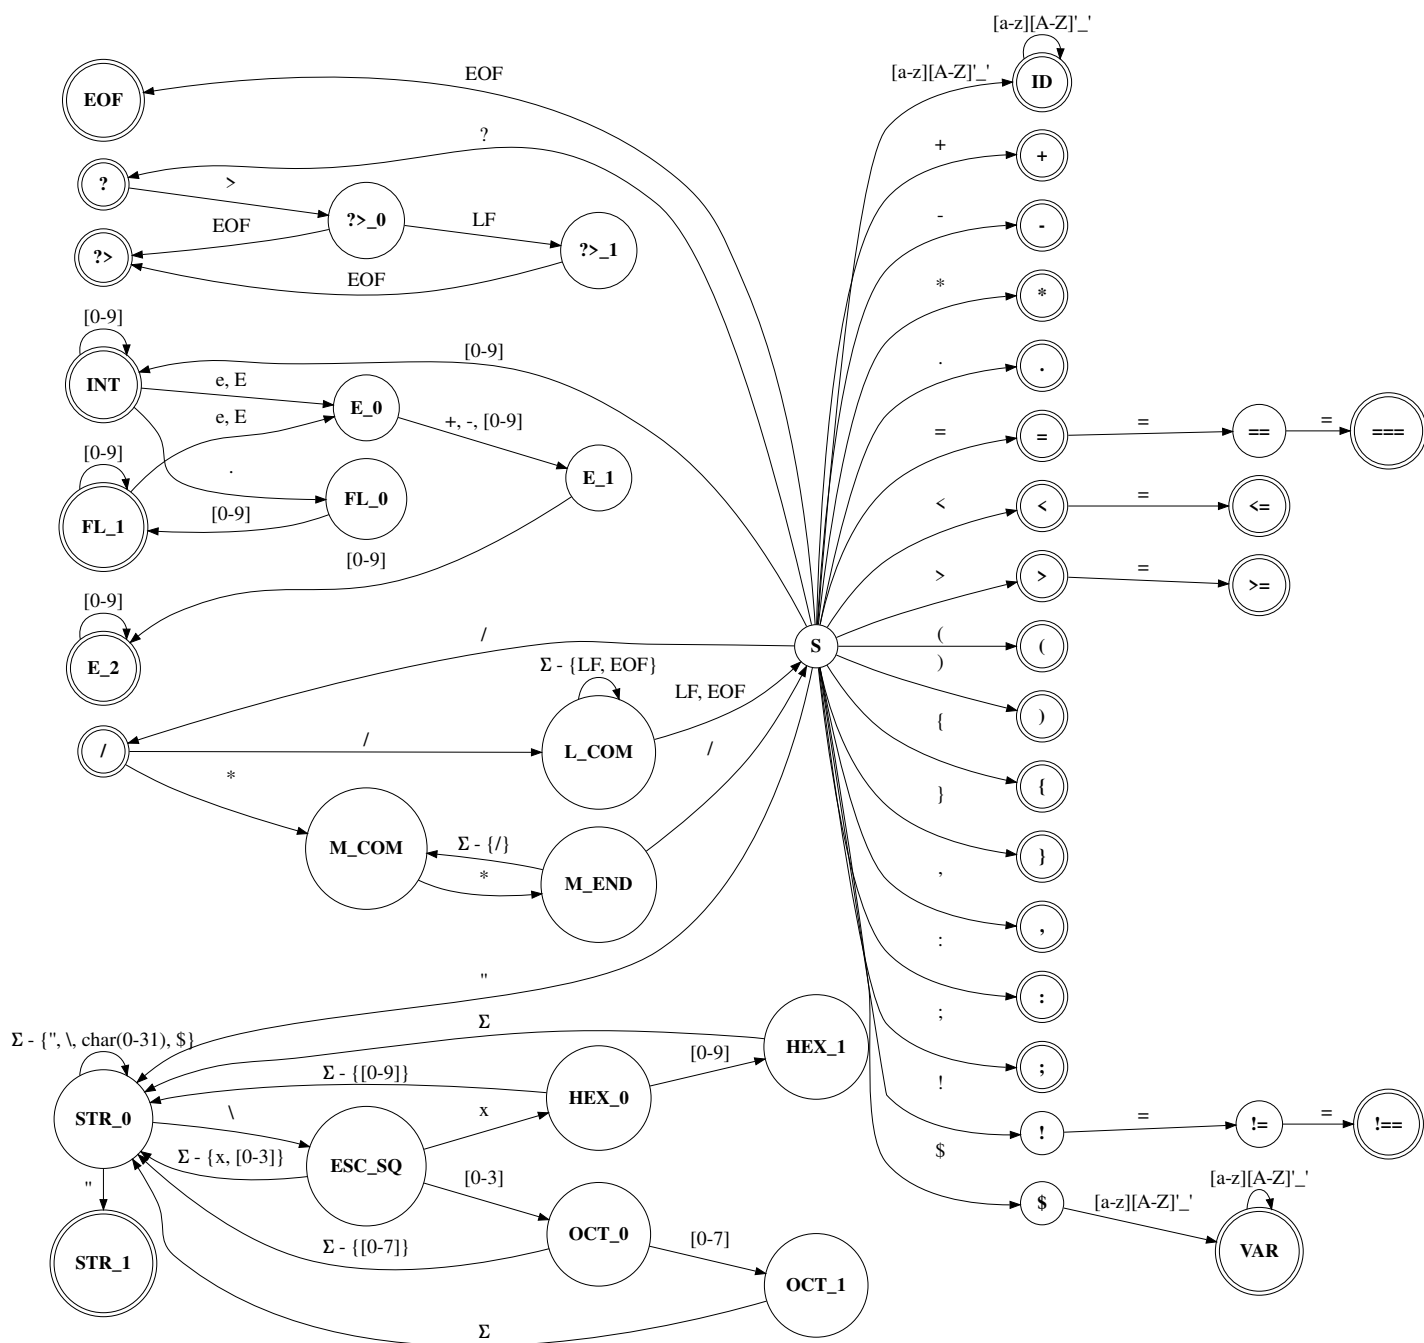 [a-z][A-Z]'_'
EOF
[a-z][A-Z]'_'
ID
EOF
?
+
+
?
>
?>_0
EOF
LF
-
-
?>
?>_1
EOF
*
*
[0-9]
[0-9]
.
.
INT
e, E
E_0
e, E
+, -, [0-9]
=
=
=
==
=
===
[0-9]
.
E_1
FL_0
[0-9]
FL_1
<
<
=
<=
[0-9]
>
>
=
>=
[0-9]
E_2
/
S
(
(
)
)
Σ - {LF, EOF}
LF, EOF
/
/
L_COM
/
*
{
{
M_COM
Σ - {/}
*
M_END
}
}
,
,
"
:
:
Σ - {", \, char(0-31), $}
Σ
HEX_1
[0-9]
;
;
Σ - {[0-9]}
HEX_0
x
STR_0
\
!
!
=
!=
=
!==
Σ - {x, [0-3]}
ESC_SQ
[0-3]
"
$
$
[a-z][A-Z]'_'
[a-z][A-Z]'_'
VAR
STR_1
Σ - {[0-7]}
OCT_0
[0-7]
OCT_1
Σ